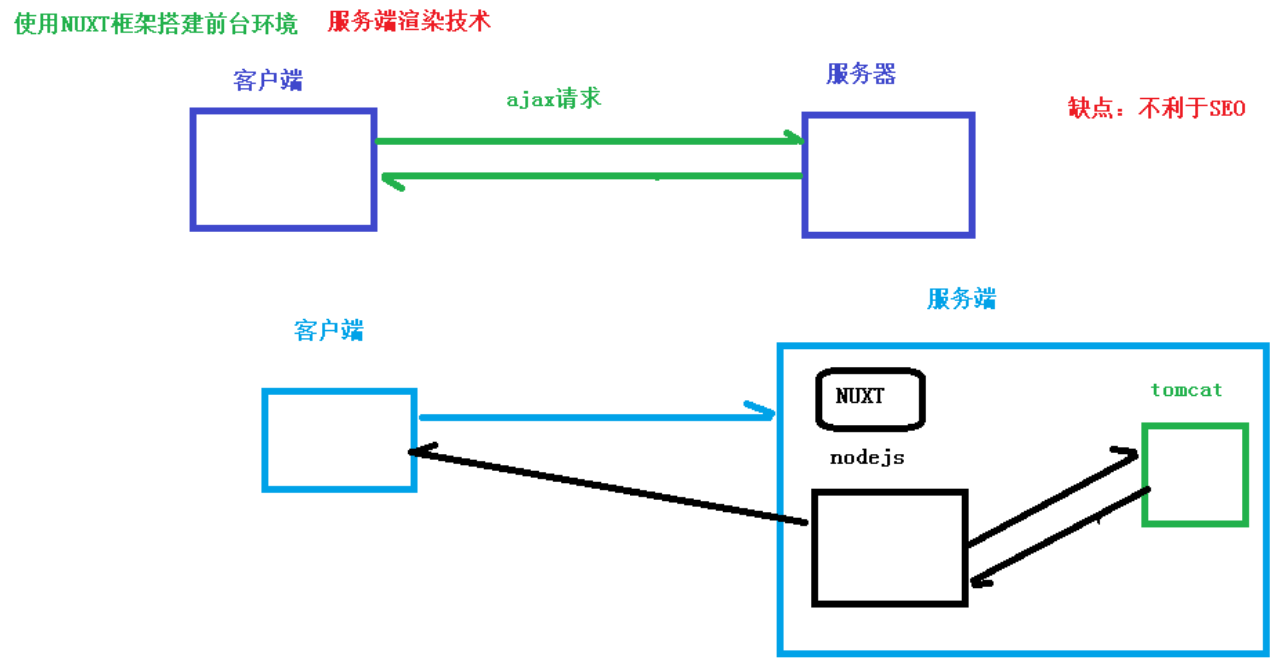 使用NUXT框架搭建前台环境 服务端渲染技术
客户端
ajax请求
服务器
缺点：不利于SEO
客户端
服务端
NUXT
nodejs
tomcat